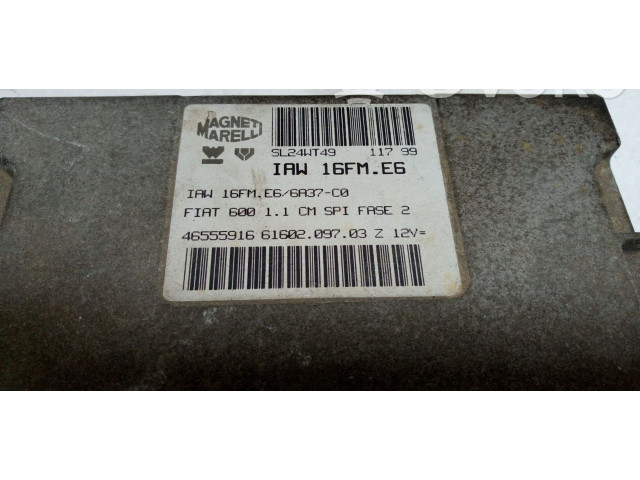 MAGNETI
MARELLI
SL24WT49 117 99
IAW 16FM.E6
IAW 16FM.E6/6A37-C0
FIAT 600 1.1 CM SPI FASE 2
46555916 61602.097.03 Z 12V=